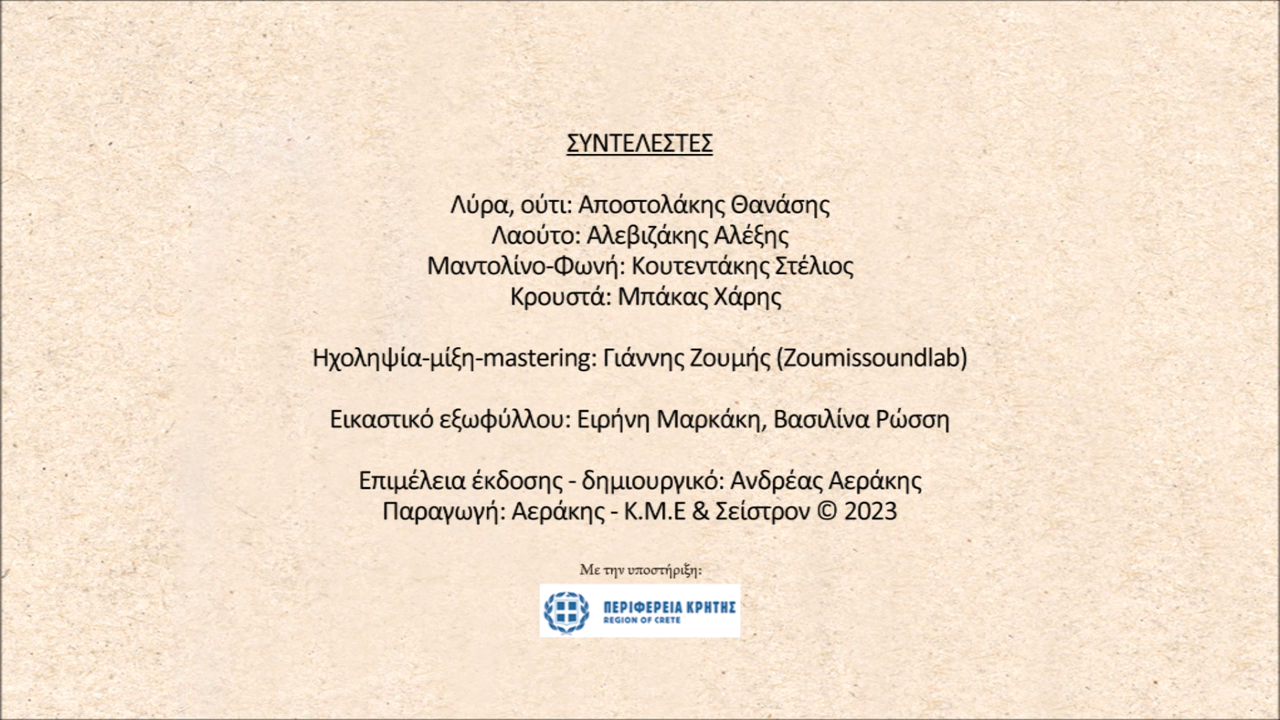 ΣΥΝΤΕΛΕΣΤΕΣ
Λύρα, ούτι: Αποστολάκης Θανάσης
Λαούτο: Αλεβιζάκης Αλέξης
Μαντολίνο-Φωνή: Κουτεντάκης Στέλιος
Κρουστά: Μπάκας Χάρης
Ηχοληψία-μίξη-mastering: Γιάννης Ζουμής (Zoumissoundlab)
Εικαστικό εξωφύλλου: Ειρήνη Μαρκάκη, Βασιλίνα Ρώσση
Επιμέλεια έκδοσης - δημιουργικό: Ανδρέας Αεράκης
Παραγωγή: Αεράκης - Κ.Μ.Ε & Σείστρον © 2023
Με την υποστήριξη:
ΠΕΡΙΦΕΡΕΙΑ ΚΡΗΤΗΣ
REGION OF CRETE